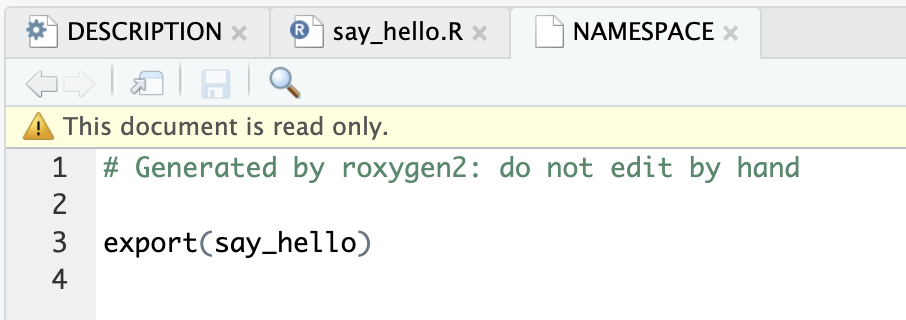 DESCRIPTION × say_hello.R × NAMESPACE ×
This document is read only.
1 # Generated by roxygen2: do not edit by hand
2
3 export(say_hello)
4